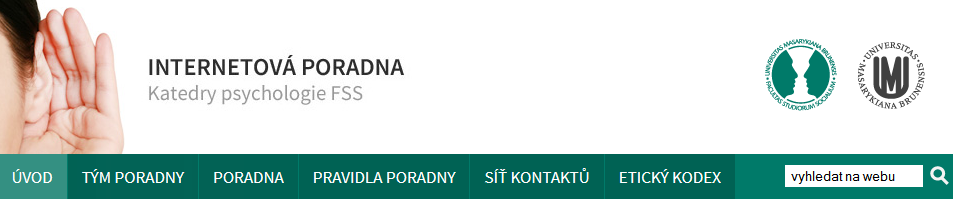 INTERNETOVÁ PORADNA
Katedry psychologie FSS
UNIVERSITAS MASARYKIANA BRUNENSIS
FACULTAS STUDIORUM SOCIALIUM
UNIVERSITAS MASARYKIANA BRUNENSIS
MU
ÚVOD TÝM PORADNY PORADNA PRAVIDLA PORADNY SÍŤ KONTAKTŮ ETICKÝ KODEX vyhledat na webu